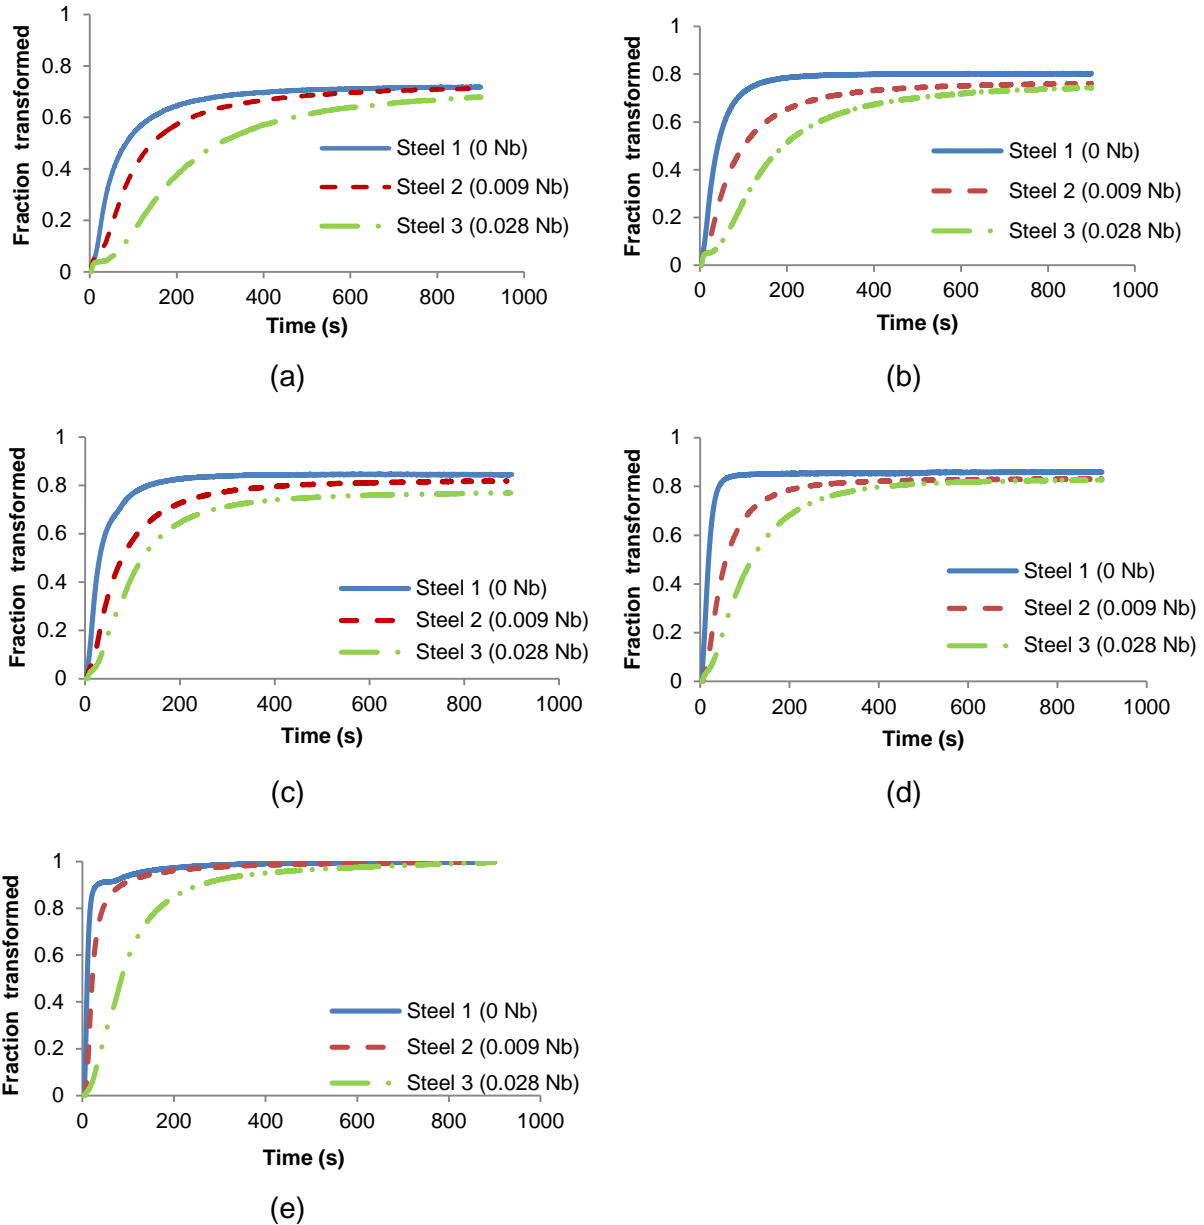 Fraction transformed
1
0.8
0.6
0.4
0.2
0
0 200 400 600 800 1000
Time (s)
Steel 1 (0 Nb)
Steel 2 (0.009 Nb)
Steel 3 (0.028 Nb)
(a)
Fraction transformed
1
0.8
0.6
0.4
0.2
0
0 200 400 600 800 1000
Time (s)
Steel 1 (0 Nb)
Steel 2 (0.009 Nb)
Steel 3 (0.028 Nb)
(b)
Fraction transformed
1
0.8
0.6
0.4
0.2
0
0 200 400 600 800 1000
Time (s)
Steel 1 (0 Nb)
Steel 2 (0.009 Nb)
Steel 3 (0.028 Nb)
(c)
Fraction transformed
1
0.8
0.6
0.4
0.2
0
0 200 400 600 800 1000
Time (s)
Steel 1 (0 Nb)
Steel 2 (0.009 Nb)
Steel 3 (0.028 Nb)
(d)
Fraction transformed
1
0.8
0.6
0.4
0.2
0
0 200 400 600 800 1000
Time (s)
Steel 1 (0 Nb)
Steel 2 (0.009 Nb)
Steel 3 (0.028 Nb)
(e)